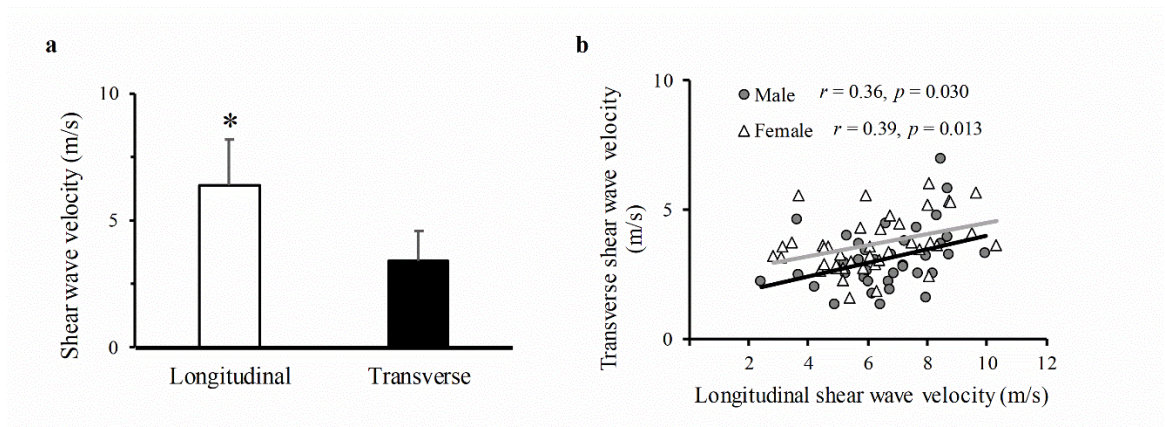 a
Shear wave velocity (m/s)
10
5
0
*
Longitudinal
Transverse
b
Transverse shear wave velocity
(m/s)
10
5
0
Male r = 0.36, p = 0.030
Female r = 0.39, p = 0.013
2 4 6 8 10 12
Longitudinal shear wave velocity (m/s)